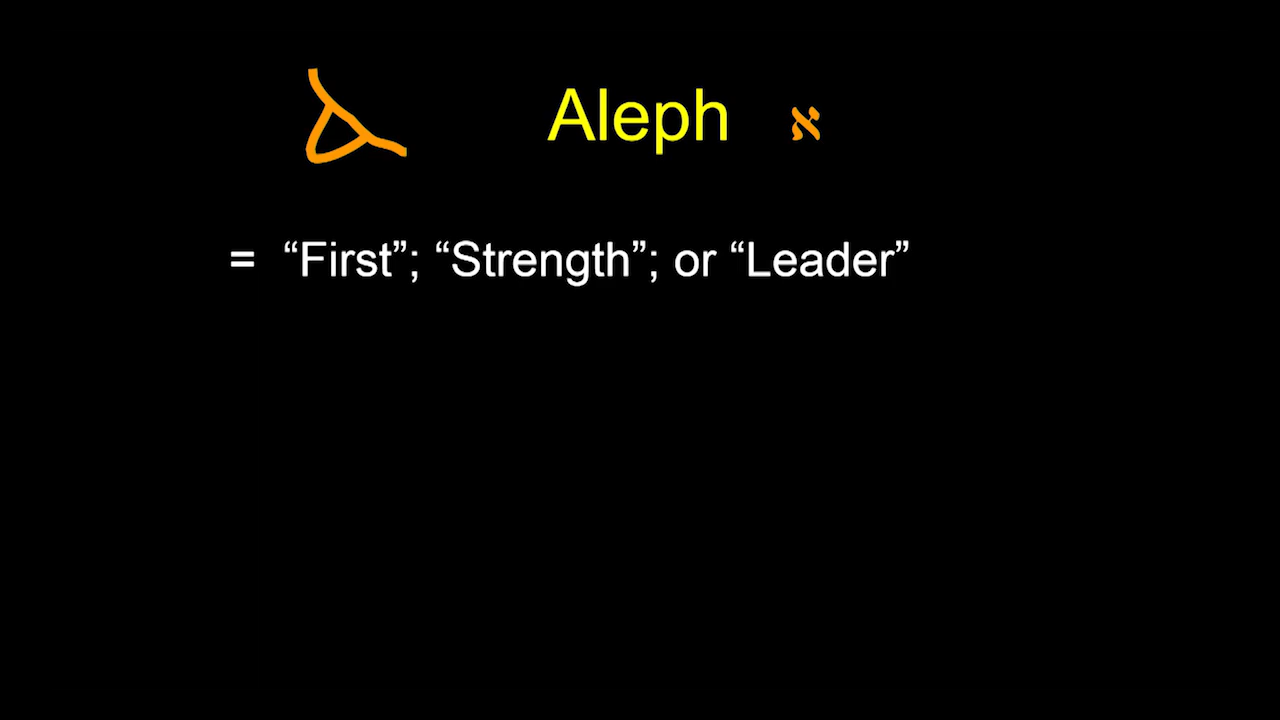 Aleph א
= “First”; “Strength”; or “Leader”